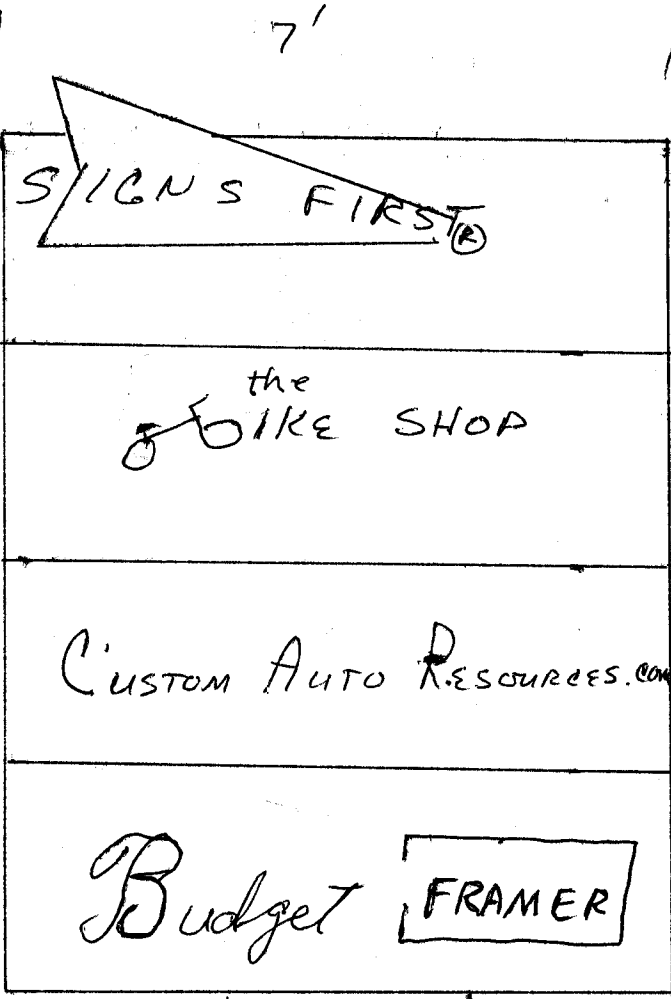 7'
SIGNS FIRST®
the
BIKE SHOP
CUSTOM AUTO RESOURCES.COM
Budget FRAMER